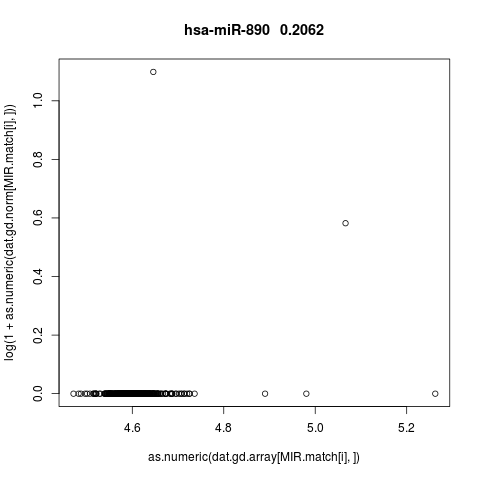 hsa-miR-890 0.2062
log(1 + as.numeric(dat.gd.norm[MIR.match[i], ]))
1.0
0.8
0.6
0.4
0.2
0.0
4.6 4.8 5.0 5.2
as.numeric(dat.gd.array[MIR.match[i], ])